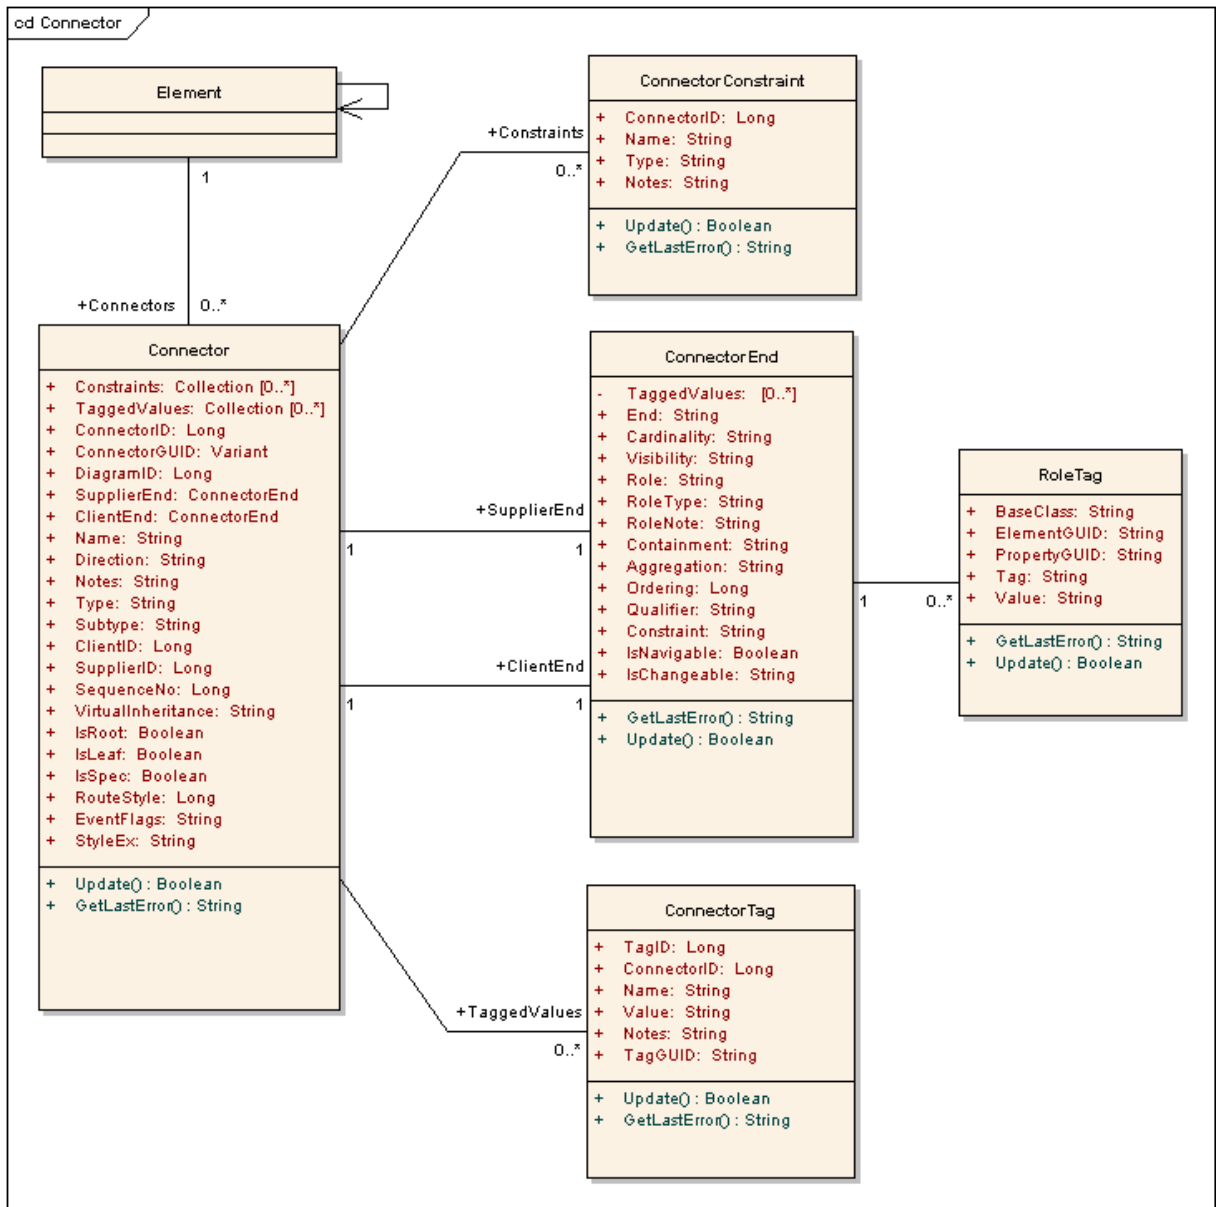 cd Connector
Element
1
+Connectors 0..*
Connector
+ Constraints: Collection [0..*]
+ TaggedValues: Collection [0..*]
+ ConnectorID: Long
+ ConnectorGUID: Variant
+ DiagramID: Long
+ SupplierEnd: ConnectorEnd
+ ClientEnd: ConnectorEnd
+ Name: String
+ Direction: String
+ Notes: String
+ Type: String
+ Subtype: String
+ ClientID: Long
+ SupplierID: Long
+ SequenceNo: Long
+ VirtualInheritance: String
+ IsRoot: Boolean
+ IsLeaf: Boolean
+ IsSpec: Boolean
+ RouteStyle: Long
+ EventFlags: String
+ StyleEx: String
+ Update() : Boolean
+ GetLastError() : String
+Constraints
0..*
ConnectorConstraint
+ ConnectorID: Long
+ Name: String
+ Type: String
+ Notes: String
+ Update() : Boolean
+ GetLastError() : String
+SupplierEnd
1 1
+ClientEnd
1 1
ConnectorEnd
- TaggedValues: [0..*]
+ End: String
+ Cardinality: String
+ Visibility: String
+ Role: String
+ RoleType: String
+ RoleNote: String
+ Containment: String
+ Aggregation: String
+ Ordering: Long
+ Qualifier: String
+ Constraint: String
+ IsNavigable: Boolean
+ IsChangeable: String
+ GetLastError() : String
+ Update() : Boolean
1 0..*
RoleTag
+ BaseClass: String
+ ElementGUID: String
+ PropertyGUID: String
+ Tag: String
+ Value: String
+ GetLastError() : String
+ Update() : Boolean
+TaggedValues
0..*
ConnectorTag
+ TagID: Long
+ ConnectorID: Long
+ Name: String
+ Value: String
+ Notes: String
+ TagGUID: String
+ Update() : Boolean
+ GetLastError() : String